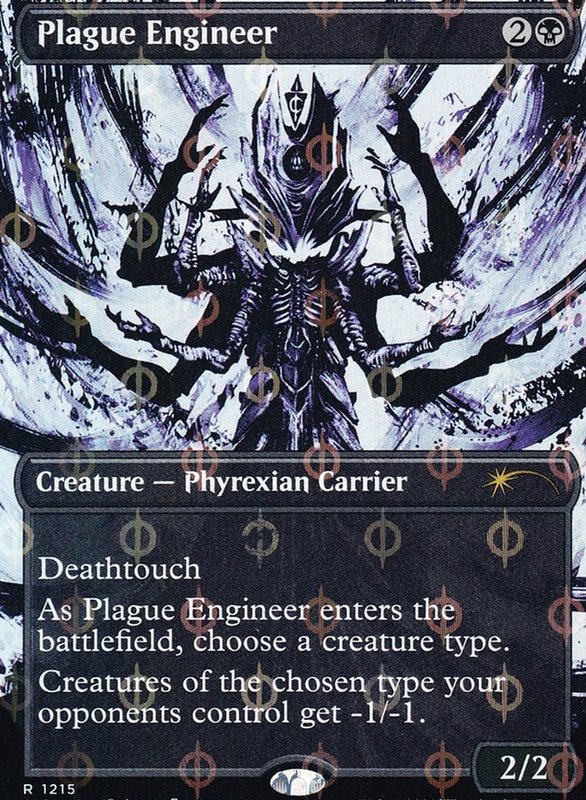 Plague Engineer 2
Creature — Phyrexian Carrier
Deathtouch
As Plague Engineer enters the
battlefield, choose a creature type.
Creatures of the chosen type your
opponents control get -1/-1.
2/2
R 1215